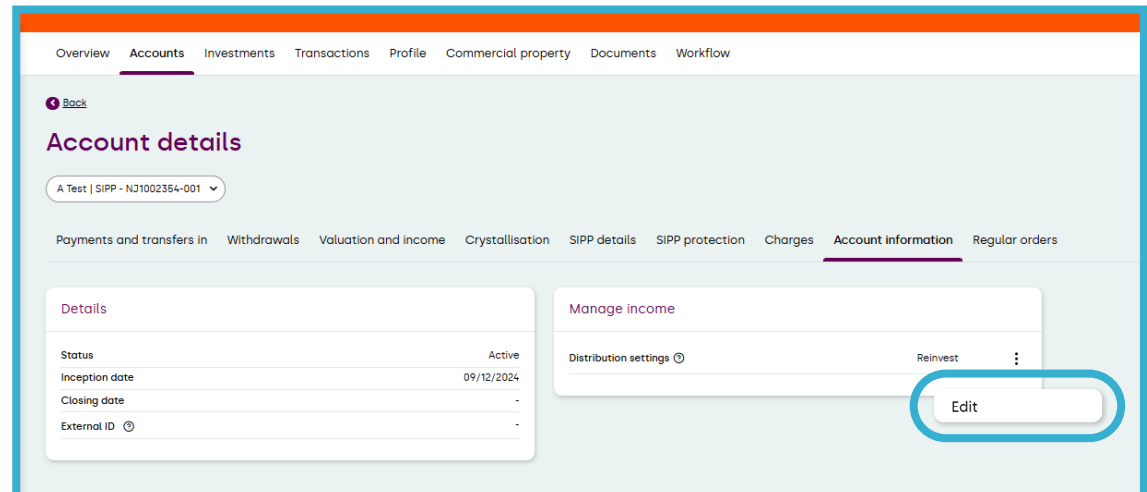 Overview Accounts Investments Transactions Profile Commercial property Documents Workflow
Back
Account details
A Test | SIPP - NJ1002354-001
Payments and transfers in Withdrawals Valuation and income Crystallisation SIPP details SIPP protection Charges Account information Regular orders
Details
Status Active
Inception date 09/12/2024
Closing date -
External ID ? -
Manage income
Distribution settings ? Reinvest
Edit